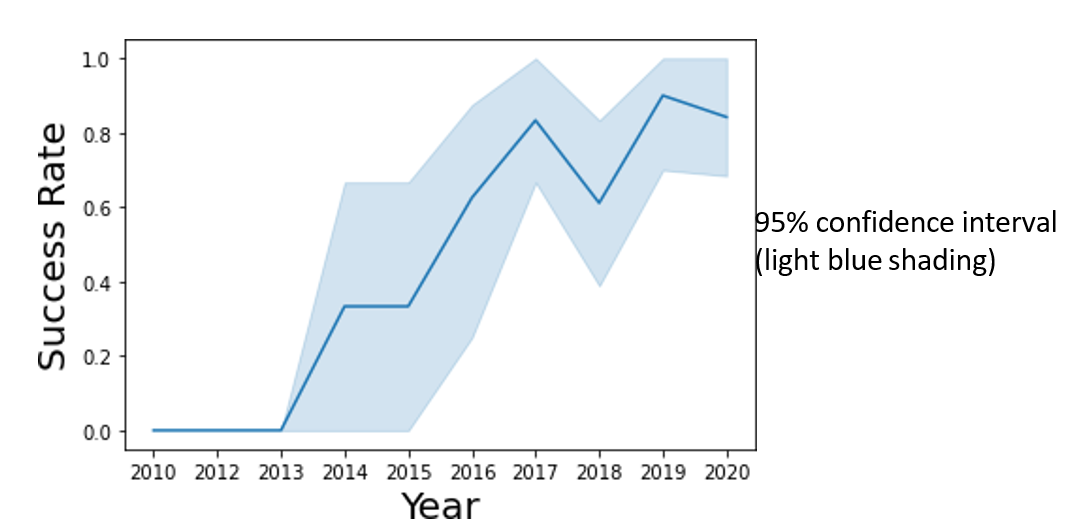 1.0
0.8
0.6
0.4
0.2
0.0
Success Rate
2010 2012 2013 2014 2015 2016 2017 2018 2019 2020
Year
95% confidence interval
(light blue shading)